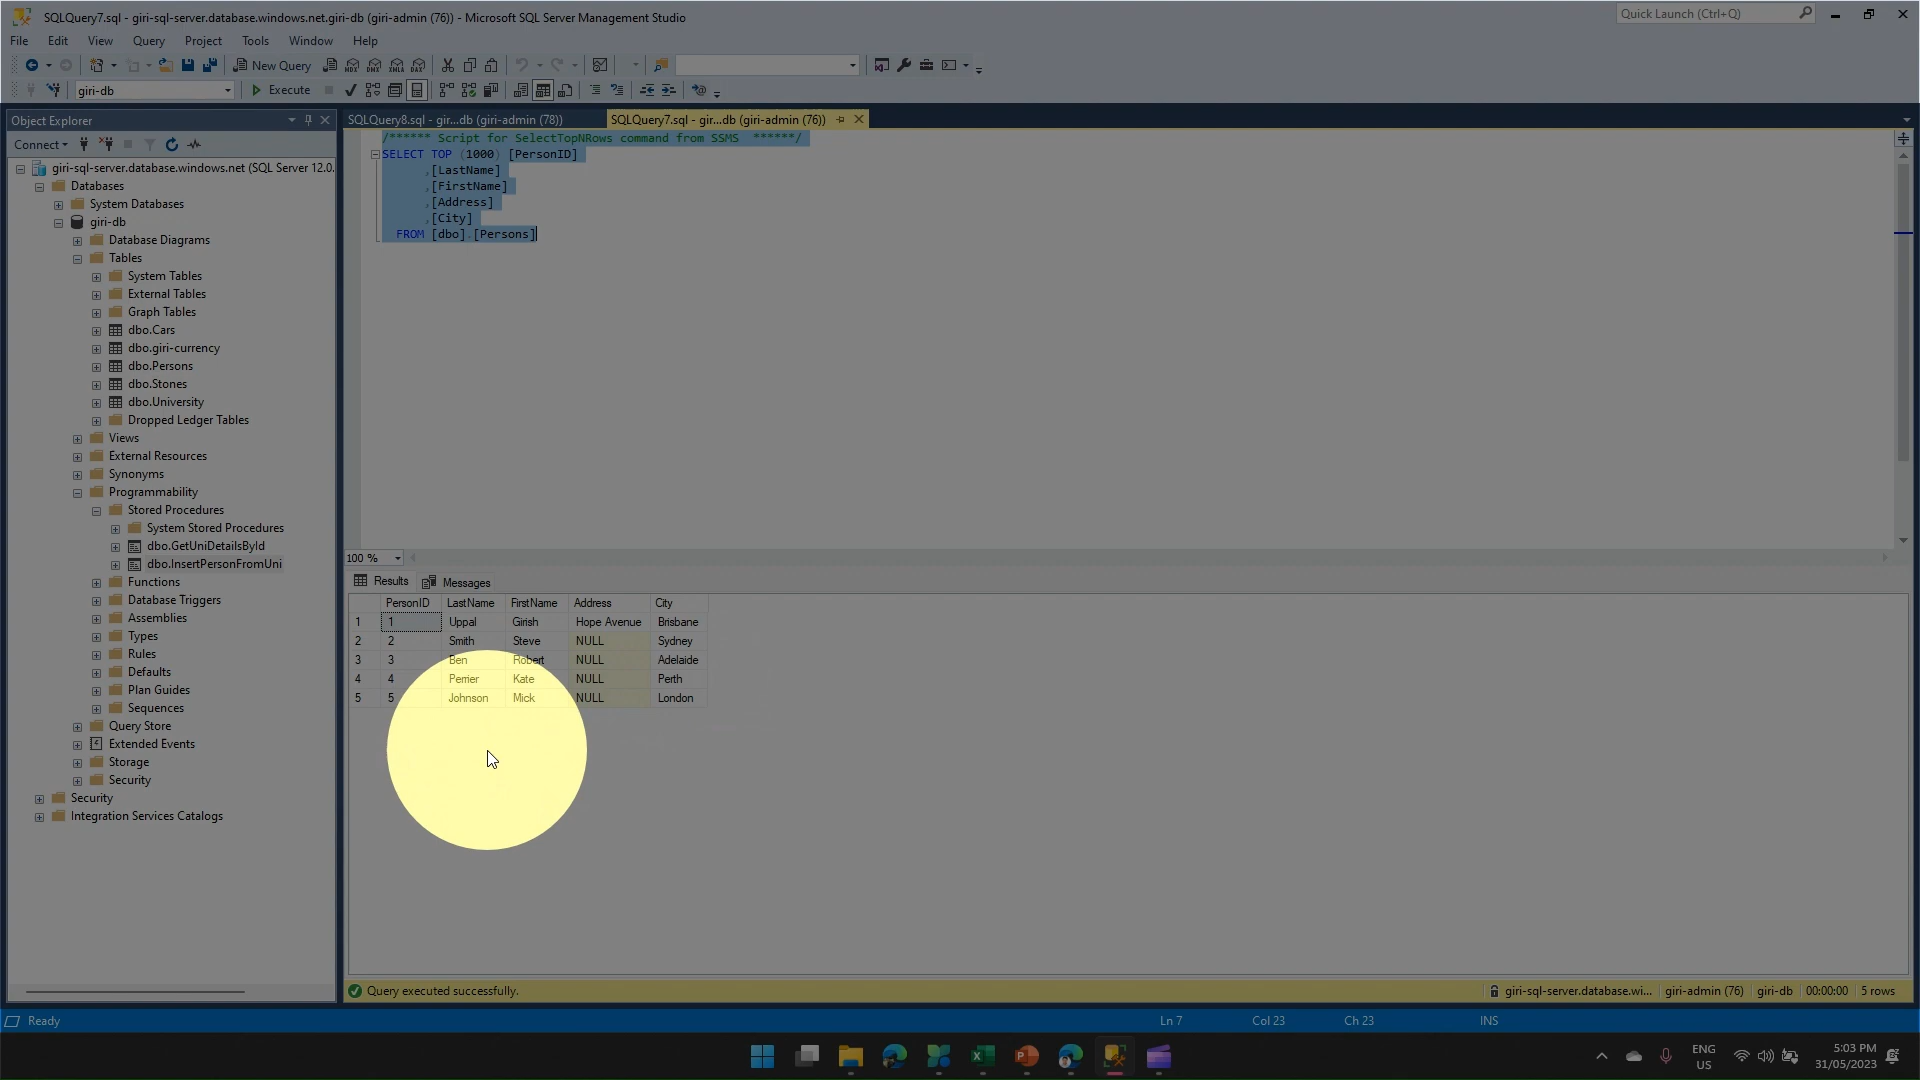 SQLQuery7.sql - giri-sql-server.database.windows.net.giri-db (giri-admin (76)) - Microsoft SQL Server Management Studio
Quick Launch (Ctrl+Q)
File Edit View Query Project Tools Window Help
New Query
giri-db
Execute
Object Explorer
SQLQuery8.sql - gir...db (giri-admin (78))
SQLQuery7.sql - gir...db (giri-admin (76))
Connect
giri-sql-server.database.windows.net (SQL Server 12.0.
Databases
System Databases
giri-db
Database Diagrams
Tables
System Tables
External Tables
Graph Tables
dbo.Cars
dbo.giri-currency
dbo.Persons
dbo.Stones
dbo.University
Dropped Ledger Tables
Views
External Resources
Synonyms
Programmability
Stored Procedures
System Stored Procedures
dbo.GetUniDetailsById
dbo.InsertPersonFromUni
Functions
Database Triggers
Assemblies
Types
Rules
Defaults
Plan Guides
Sequences
Query Store
Extended Events
Storage
Security
Security
Integration Services Catalogs
/****** Script for SelectTopNRows command from SSMS ******/
SELECT TOP (1000) [PersonID]
,[LastName]
,[FirstName]
,[Address]
,[City]
FROM [dbo].[Persons]
100 %
Results Messages
PersonID LastName FirstName Address City
1 1 Uppal Girish Hope Avenue Brisbane
2 2 Smith Steve NULL Sydney
3 3 Ben Robert NULL Adelaide
4 4 Perrier Kate NULL Perth
5 5 Johnson Mick NULL London
Query executed successfully.
giri-sql-server.database.wi... giri-admin (76) giri-db 00:00:00 5 rows
Ready
Ln 7 Col 23 Ch 23 INS
ENG
US
5:03 PM
31/05/2023